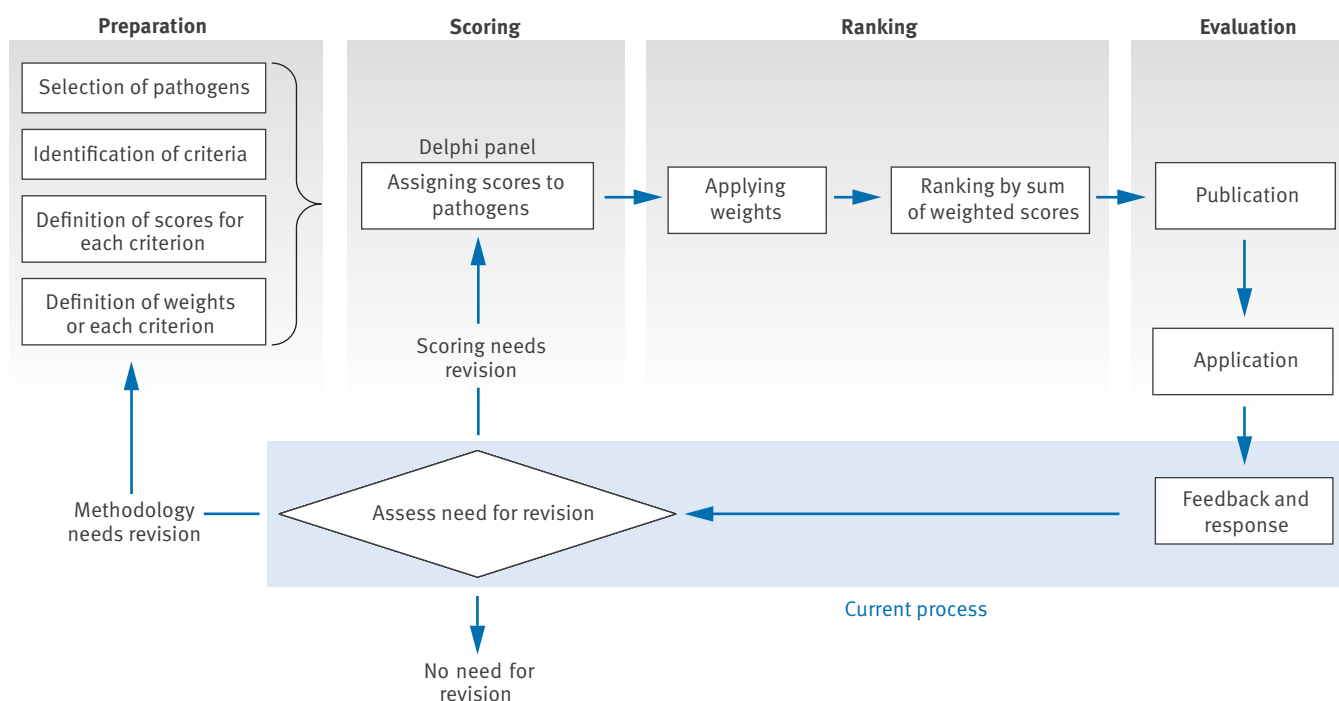 Preparation
Scoring
Ranking
Evaluation
Selection of pathogens
Identification of criteria
Definition of scores for
each criterion
Definition of weights
or each criterion
Delphi panel
Assigning scores to
pathogens
Applying
weights
Ranking by sum
of weighted scores
Publication
Application
Scoring needs
revision
Methodology
needs revision
Assess need for revision
Feedback and
response
Current process
No need for
revision